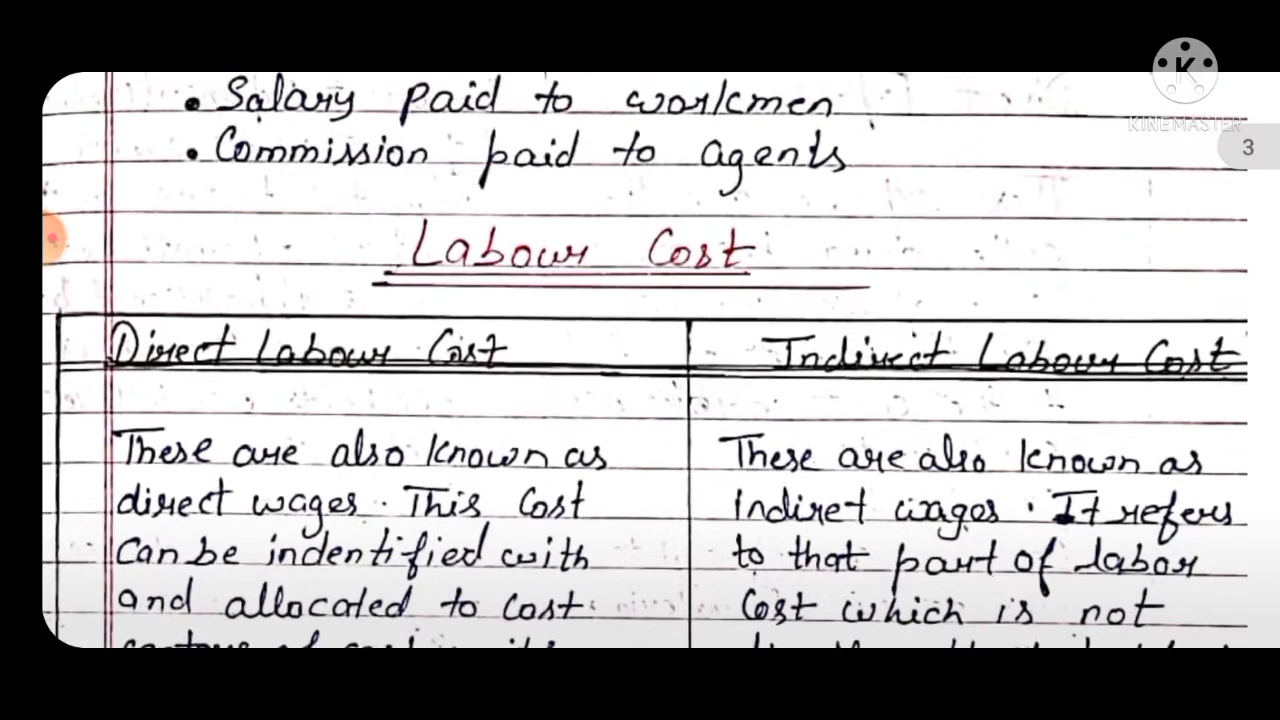 • Salary paid to workmen
• Commission paid to agents
K
KINEMASTER
3
Labour Cost
Direct Labour Cost
These are also known as
direct wages. This Cost
Can be indentified with
and allocated to cost
Indirect Labour Cost
These are also known as
indiret wages. It refers
to that part of labor
cost which is not